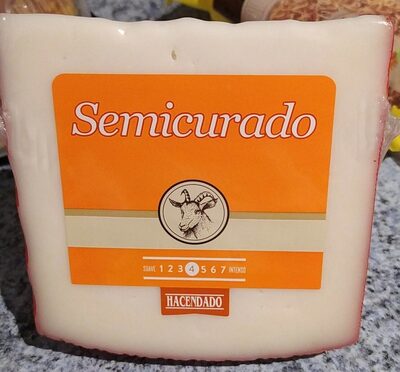 Semicurado
SUAVE 1 2 3 4 5 6 7 INTENSO
HACENDADO